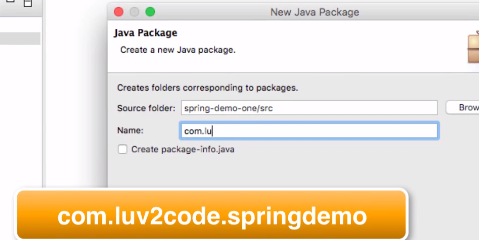 New Java Package
Java Package
Create a new Java package.
Creates folders corresponding to packages.
Source folder: spring-demo-one/src Brow
Name: com.lu
Create package-info.java
com.luv2code.springdemo